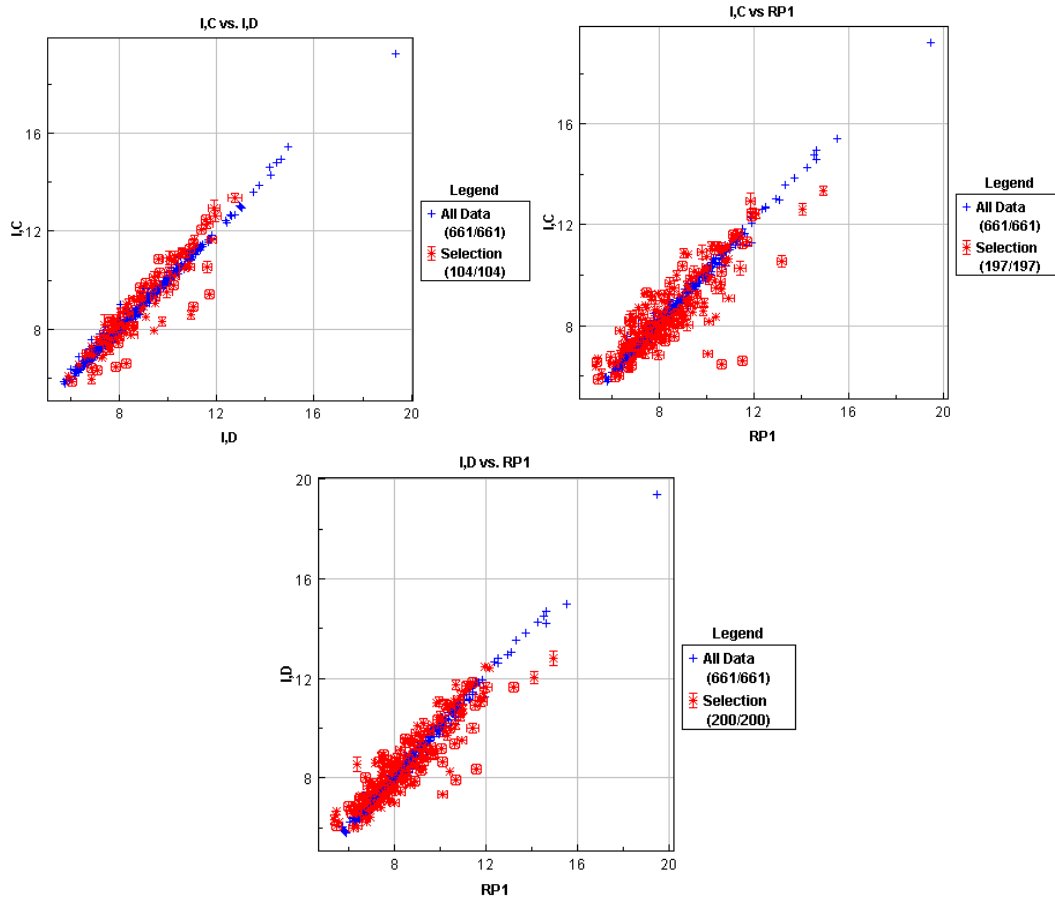 I,C vs. I,D
16
12
8
I,C
8
12
16
20
I,D
Legend
All Data
(661/661)
Selection
(104/104)
I,C vs RP1
20
16
12
8
I,C
8
12
16
20
RP1
Legend
All Data
(661/661)
Selection
(197/197)
I,D vs. RP1
20
16
12
8
I,D
8
12
16
20
RP1
Legend
All Data
(661/661)
Selection
(200/200)